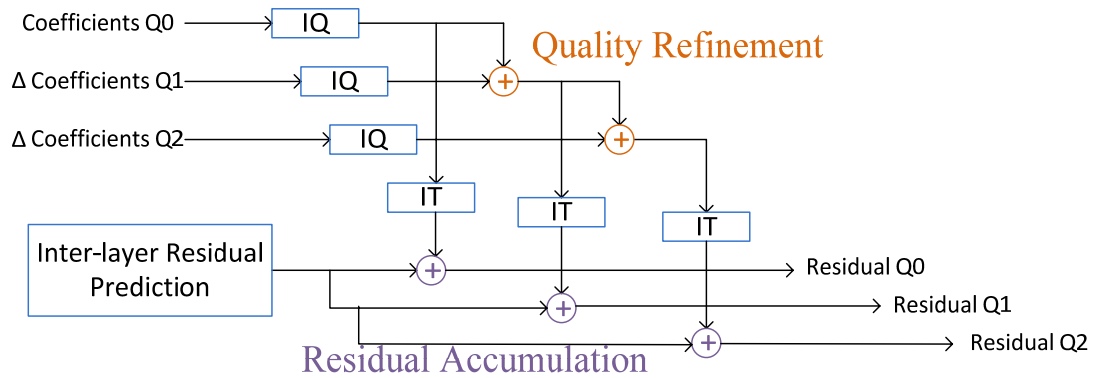 Coefficients Q0
IQ
Quality Refinement
Δ Coefficients Q1
IQ
+
Δ Coefficients Q2
IQ
+
IT
IT
IT
Inter-layer Residual
Prediction
+
Residual Q0
+
Residual Q1
+
Residual Q2
Residual Accumulation